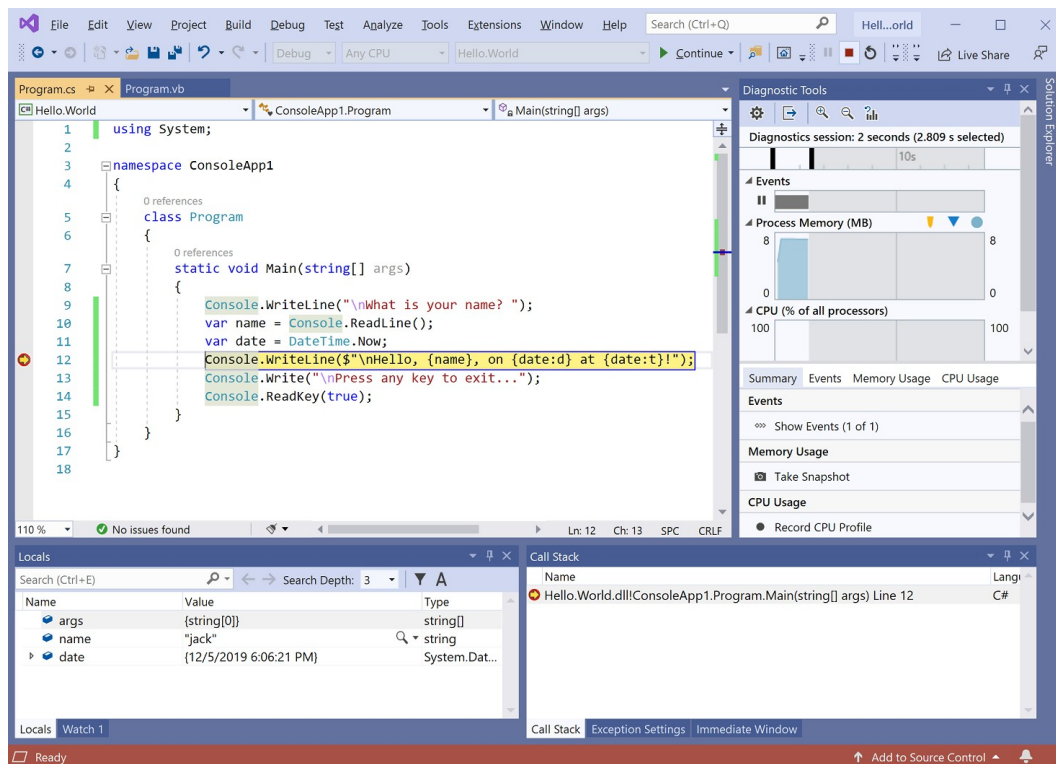 File Edit View Project Build Debug Test Analyze Tools Extensions Window Help Search (Ctrl+Q) Hell...orld
Debug Any CPU Hello.World Continue Live Share
Program.cs Program.vb
C# Hello.World ConsoleApp1.Program Main(string[] args)
1 using System;
2
3 namespace ConsoleApp1
4 {
0 references
5 class Program
6 {
0 references
7 static void Main(string[] args)
8 {
9 Console.WriteLine("\nWhat is your name? ");
10 var name = Console.ReadLine();
11 var date = DateTime.Now;
12 Console.WriteLine($"\nHello, {name}, on {date:d} at {date:t}!");
13 Console.Write("\nPress any key to exit...");
14 Console.ReadKey(true);
15 }
16 }
17 }
18
110 % No issues found Ln: 12 Ch: 13 SPC CRLF
Diagnostic Tools
Diagnostics session: 2 seconds (2.809 s selected)
10s
Events
Process Memory (MB)
8 8
0 0
CPU (% of all processors)
100 100
Summary Events Memory Usage CPU Usage
Events
Show Events (1 of 1)
Memory Usage
Take Snapshot
CPU Usage
Record CPU Profile
Solution Explorer
Locals
Search (Ctrl+E) Search Depth: 3 A
Name Value Type
args {string[0]} string[]
name "jack" string
date {12/5/2019 6:06:21 PM} System.Dat...
Locals Watch 1
Call Stack
Name Langu
Hello.World.dll!ConsoleApp1.Program.Main(string[] args) Line 12 C#
Call Stack Exception Settings Immediate Window
Ready Add to Source Control